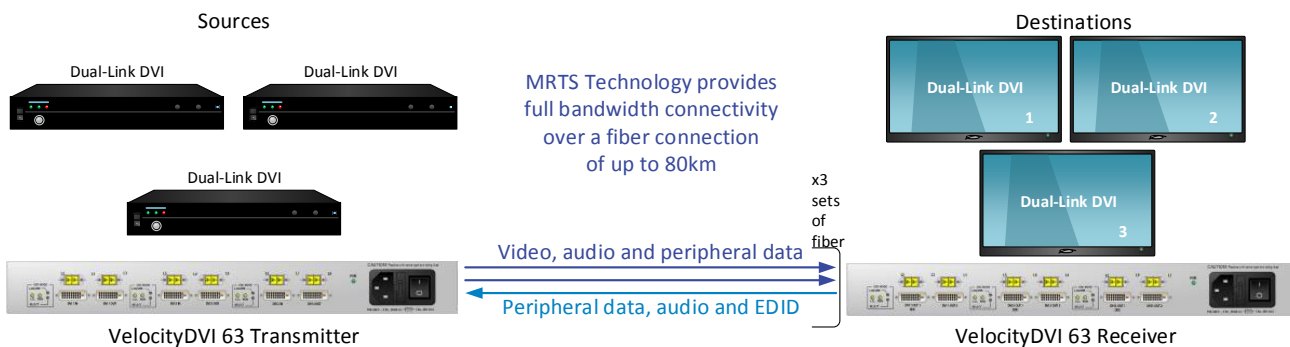 Sources
Destinations
Dual-Link DVI
Dual-Link DVI
MRTS Technology provides
full bandwidth connectivity
over a fiber connection
of up to 80km
Dual-Link DVI
1
Dual-Link DVI
2
Dual-Link DVI
x3
sets
of
fiber
Dual-Link DVI
3
Video, audio and peripheral data
Peripheral data, audio and EDID
VelocityDVI 63 Transmitter
VelocityDVI 63 Receiver